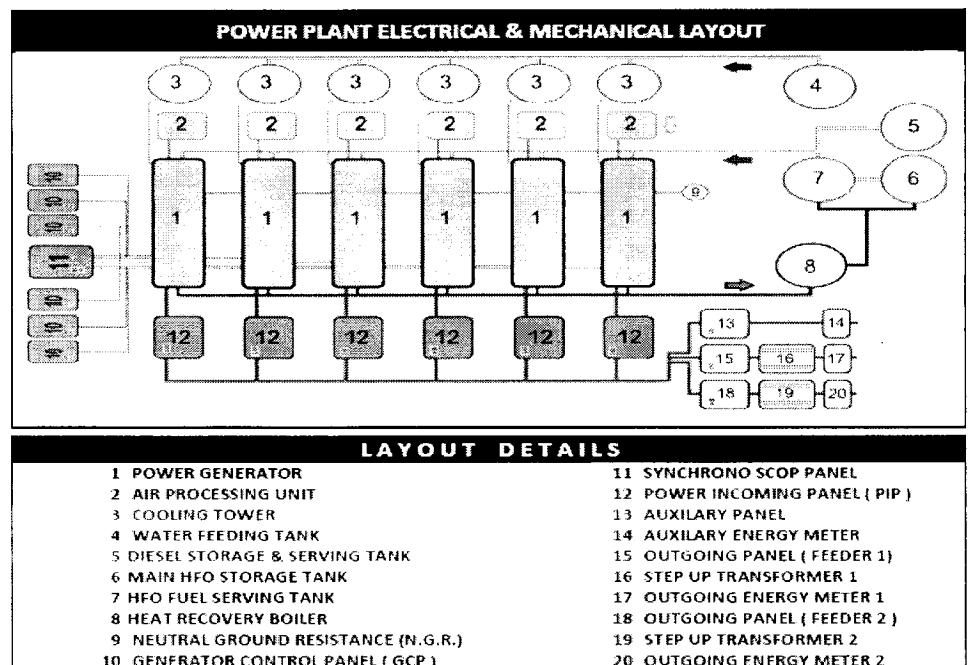 POWER PLANT ELECTRICAL & MECHANICAL LAYOUT
3 3 3 3 3 3 4
2 2 2 2 2 2 5
10 1 1 1 1 1 1 9 7 6
10
10
11 8
10 12 12 12 12 12 12 13 14
10 15 16 17
10 18 19 20
LAYOUT DETAILS
1 POWER GENERATOR
2 AIR PROCESSING UNIT
3 COOLING TOWER
4 WATER FEEDING TANK
5 DIESEL STORAGE & SERVING TANK
6 MAIN HFO STORAGE TANK
7 HFO FUEL SERVING TANK
8 HEAT RECOVERY BOILER
9 NEUTRAL GROUND RESISTANCE (N.G.R.)
10 GENERATOR CONTROL PANEL ( GCP )
11 SYNCHRONO SCOP PANEL
12 POWER INCOMING PANEL ( PIP )
13 AUXILARY PANEL
14 AUXILARY ENERGY METER
15 OUTGOING PANEL ( FEEDER 1)
16 STEP UP TRANSFORMER 1
17 OUTGOING ENERGY METER 1
18 OUTGOING PANEL ( FEEDER 2 )
19 STEP UP TRANSFORMER 2
20 OUTGOING ENERGY METER 2